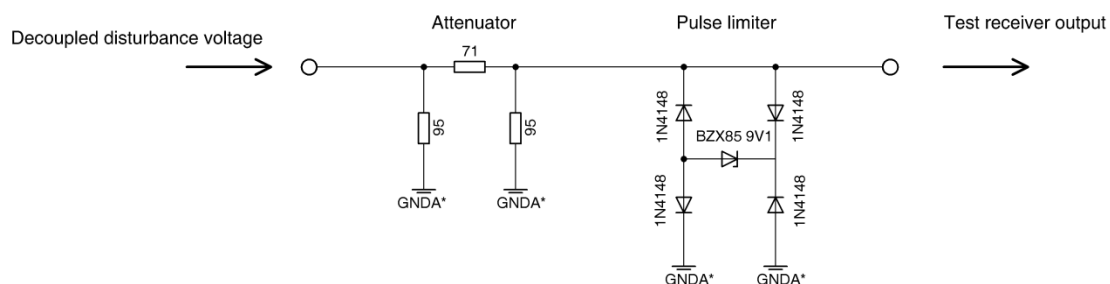 Attenuator
Pulse limiter
Test receiver output
Decoupled disturbance voltage
71
95
95
1N4148
1N4148
BZX85 9V1
1N4148
1N4148
GNDA*
GNDA*
GNDA*
GNDA*